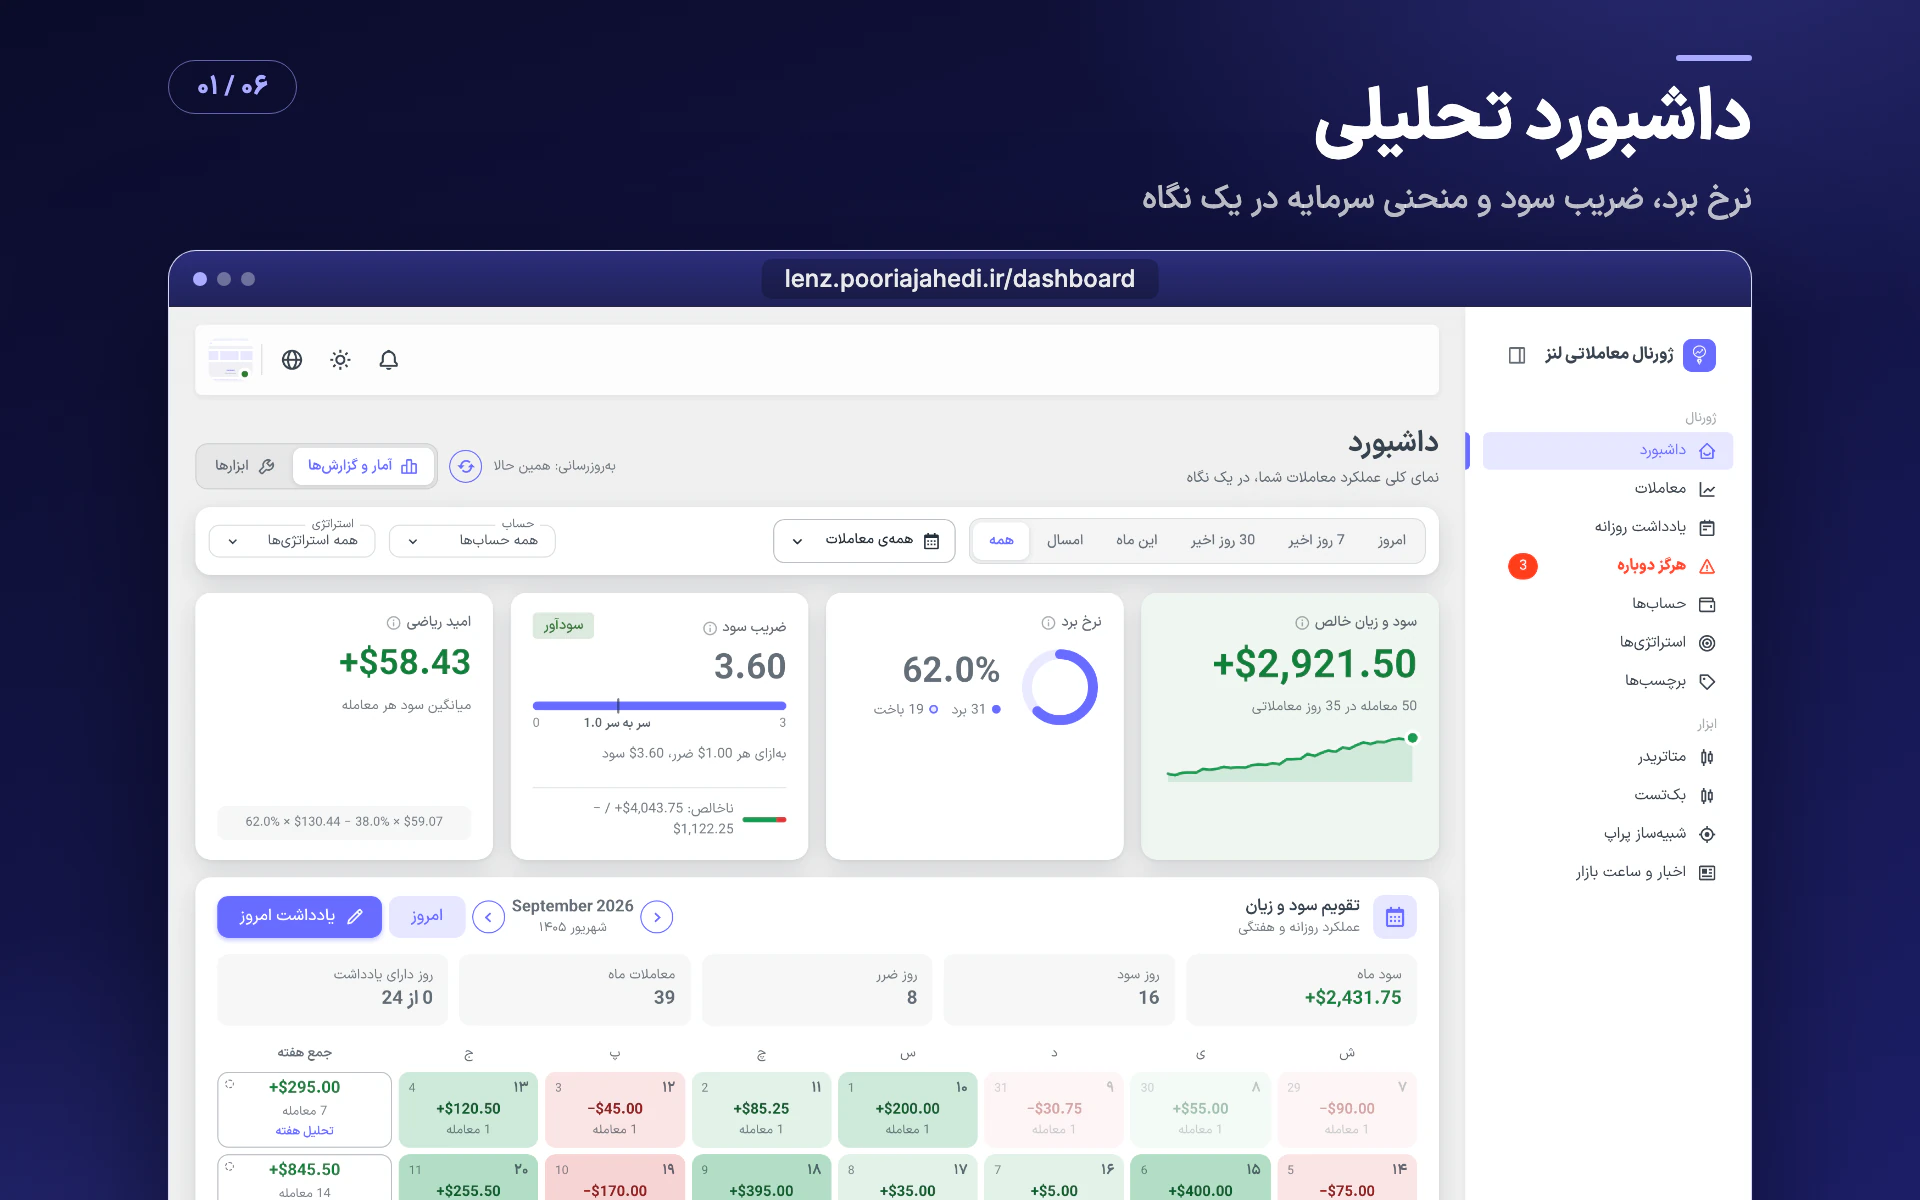 داشبورد تحلیلی
۰۱ / ۰۶
نرخ برد، ضریب سود و منحنی سرمایه در یک نگاه
lenz.pooriajahedi.ir/dashboard
ژورنال معاملاتی لنز
ژورنال
داشبورد
معاملات
یادداشت روزانه
هرگز دوباره
3
حساب‌ها
استراتژی‌ها
برچسب‌ها
ابزار
متاتریدر
بک‌تست
شبیه‌ساز پراپ
اخبار و ساعت بازار
داشبورد
نمای کلی عملکرد معاملات شما، در یک نگاه
به‌روزرسانی: همین حالا
آمار و گزارش‌ها
ابزارها
امروز
7 روز اخیر
30 روز اخیر
این ماه
امسال
همه
همه‌ی معاملات
حساب
همه حساب‌ها
استراتژی
همه استراتژی‌ها
سود و زیان خالص
+$2,921.50
50 معامله در 35 روز معاملاتی
نرخ برد
62.0%
31 برد
19 باخت
ضریب سود
سودآور
3.60
0
سر به سر 1.0
3
به‌ازای هر $1.00 ضرر، $3.60 سود
ناخالص: +$4,043.75 / −
$1,122.25
امید ریاضی
+$58.43
میانگین سود هر معامله
62.0% × $130.44 − 38.0% × $59.07
تقویم سود و زیان
عملکرد روزانه و هفتگی
September 2026
شهریور ۱۴۰۵
امروز
یادداشت امروز
سود ماه
+$2,431.75
روز سود
16
روز ضرر
8
معاملات ماه
39
روز دارای یادداشت
0 از 24
ش
ی
د
س
چ
پ
ج
جمع هفته
۷
29
−$90.00
1 معامله
۸
30
+$55.00
1 معامله
۹
31
−$30.75
1 معامله
۱۰
1
+$200.00
1 معامله
۱۱
2
+$85.25
1 معامله
۱۲
3
−$45.00
1 معامله
۱۳
4
+$120.50
1 معامله
+$295.00
7 معامله
تحلیل هفته
۱۴
5
−$75.00
۱۵
6
+$400.00
۱۶
7
+$5.00
۱۷
8
+$35.00
۱۸
9
+$395.00
۱۹
10
−$170.00
۲۰
11
+$255.50
+$845.50
14 معامله